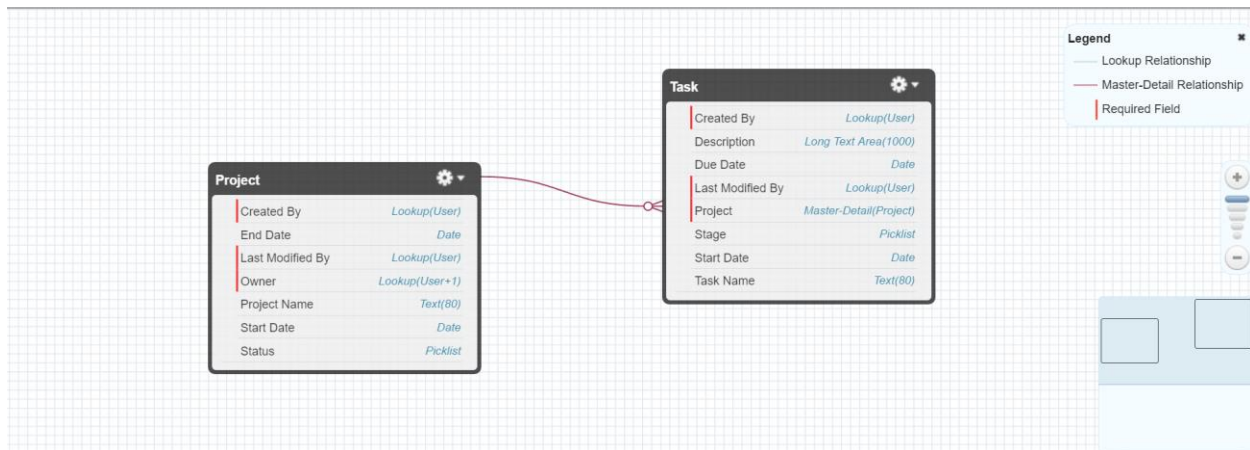 Project
Created By Lookup(User)
End Date Date
Last Modified By Lookup(User)
Owner Lookup(User+1)
Project Name Text(80)
Start Date Date
Status Picklist
Task
Created By Lookup(User)
Description Long Text Area(1000)
Due Date Date
Last Modified By Lookup(User)
Project Master-Detail(Project)
Stage Picklist
Start Date Date
Task Name Text(80)
Legend
Lookup Relationship
Master-Detail Relationship
Required Field